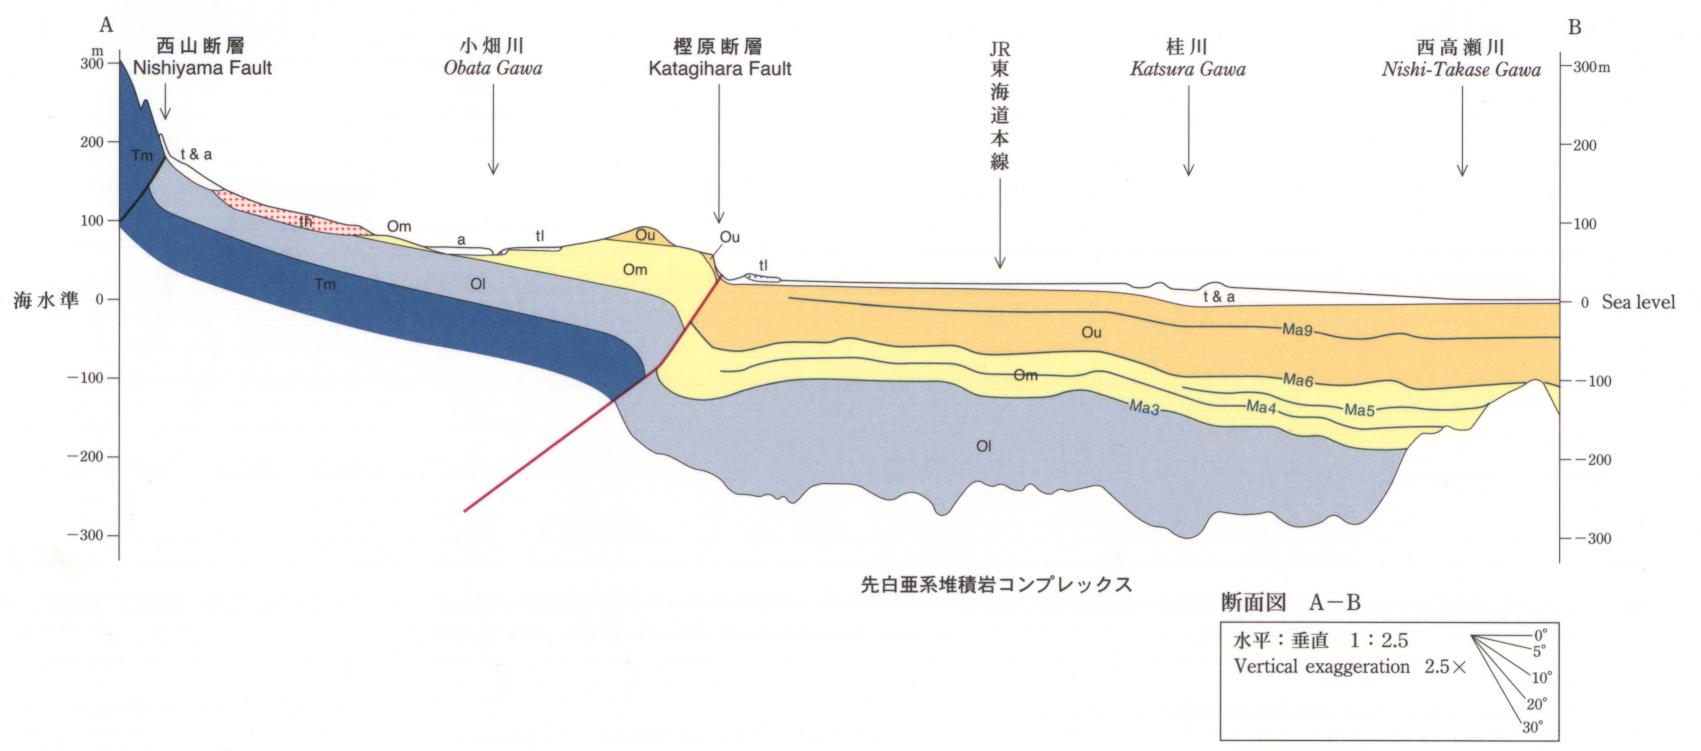 A
B
西山断層
Nishiyama Fault
小畑川
Obata Gawa
樫原断層
Katagihara Fault
JR東海道本線
桂川
Katsura Gawa
西高瀬川
Nishi-Takase Gawa
m
300
200
100
海水準 0
−100
−200
−300
300m
200
100
0 Sea level
−100
−200
−300
Tm
t & a
th
Om
a
tl
Ou
Ou
tl
Om
Ol
Tm
t & a
Ma9
Ou
Ma6
Om
Ma3
Ma4
Ma5
Ol
先白亜系堆積岩コンプレックス
断面図 A−B
水平：垂直 1：2.5
Vertical exaggeration 2.5×
0°
5°
10°
20°
30°